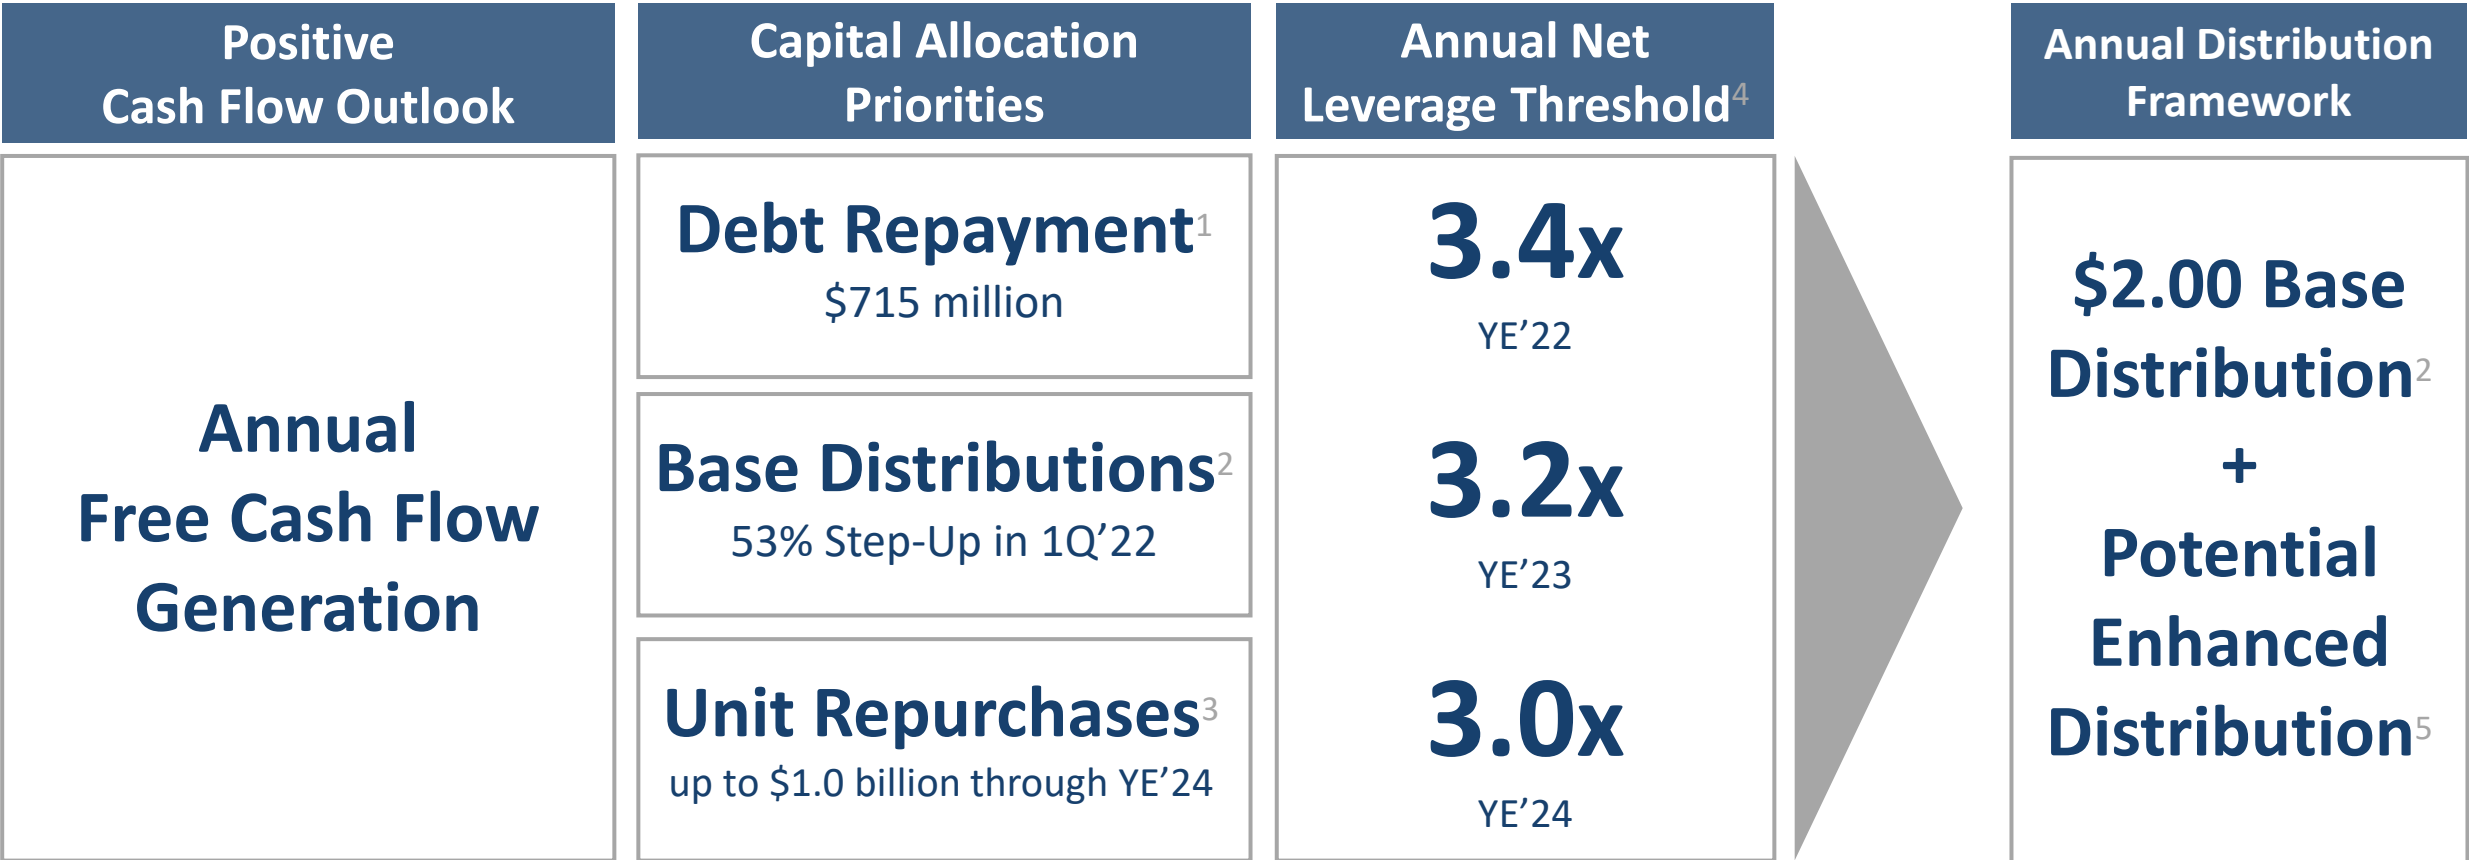 Positive
Cash Flow Outlook
Annual
Free Cash Flow
Generation
Capital Allocation
Priorities
Debt Repayment1
$715 million
Base Distributions2
53% Step-Up in 1Q’22
Unit Repurchases3
up to $1.0 billion through YE’24
Annual Net
Leverage Threshold4
3.4x
YE’22
3.2x
YE’23
3.0x
YE’24
Annual Distribution
Framework
$2.00 Base
Distribution2
+
Potential
Enhanced
Distribution5